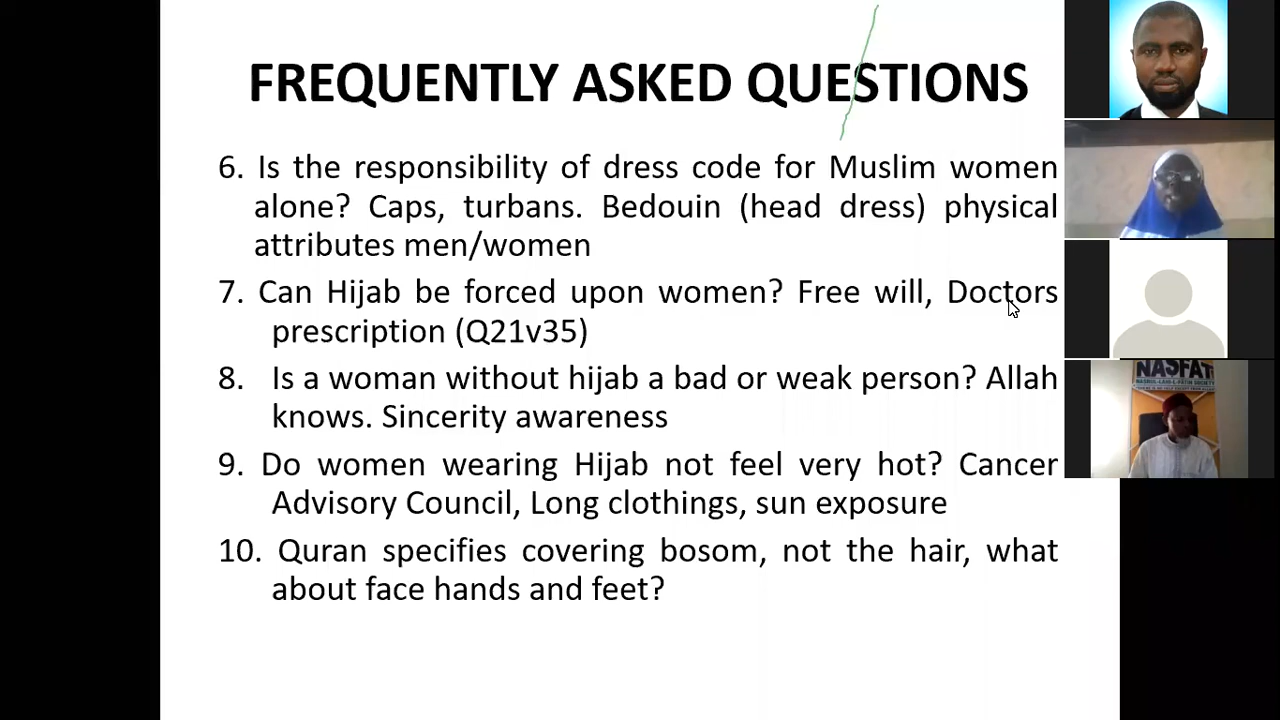 FREQUENTLY ASKED QUESTIONS
6. Is the responsibility of dress code for Muslim women
alone? Caps, turbans. Bedouin (head dress) physical
attributes men/women
7. Can Hijab be forced upon women? Free will, Doctors
prescription (Q21v35)
8. Is a woman without hijab a bad or weak person? Allah
knows. Sincerity awareness
9. Do women wearing Hijab not feel very hot? Cancer
Advisory Council, Long clothings, sun exposure
10. Quran specifies covering bosom, not the hair, what
about face hands and feet?
NASFAT